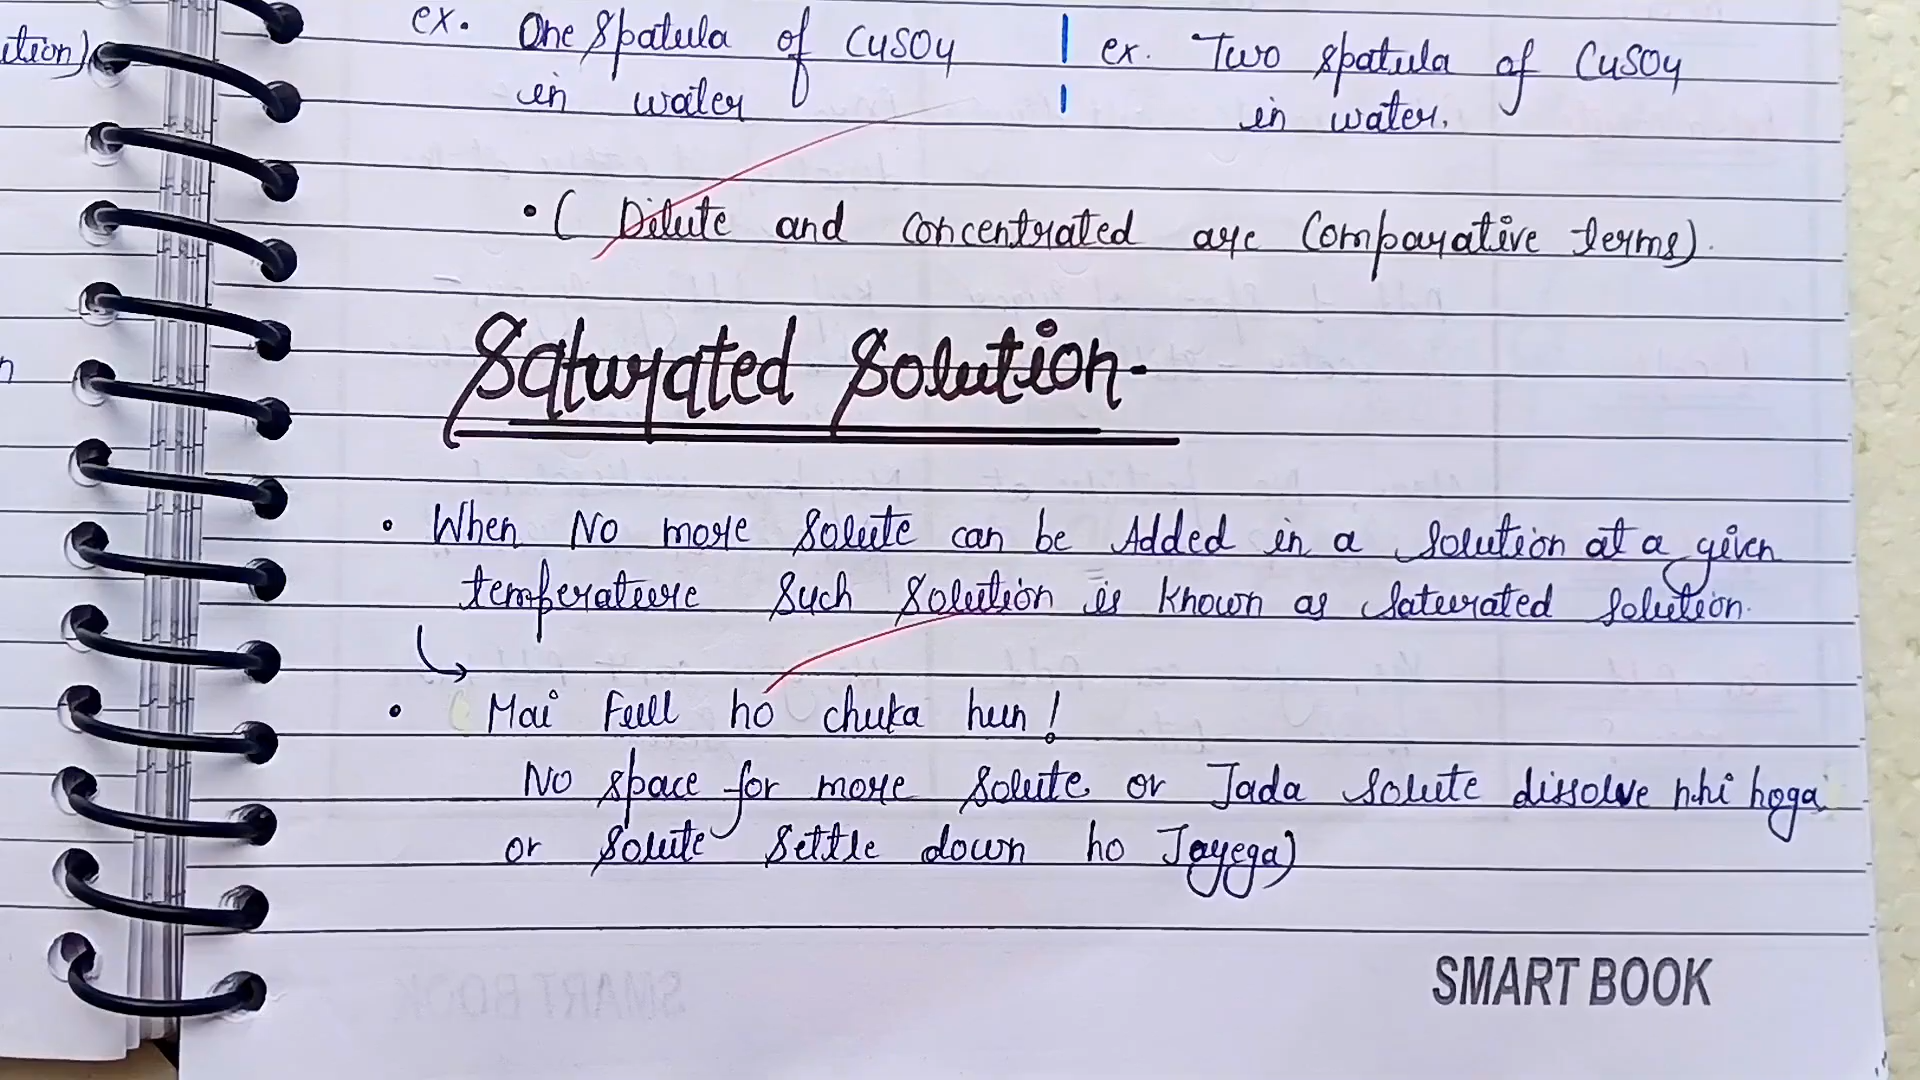 ition)
ex. One Spatula of CuSO4
in water
ex. Two spatula of CuSO4
in water.
• ( Dilute and concentrated are comparative terms).
Saturated Solution-
• When No more Solute can be Added in a solution at a given
temperature Such Solution is known as saturated solution.
• Mai Full ho chuka hun!
No space for more solute or Jada solute dissolve nhi hoga
or solute settle down ho Jayega)
n
SMART BOOK